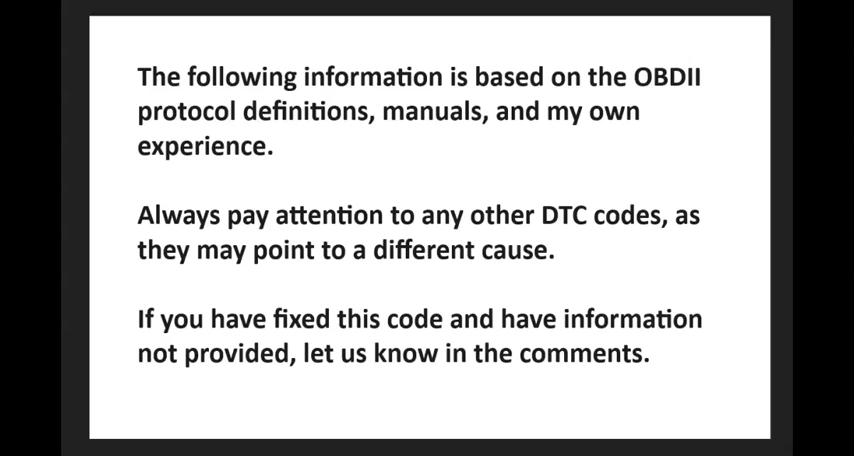 The following information is based on the OBDII
protocol definitions, manuals, and my own
experience.
Always pay attention to any other DTC codes, as
they may point to a different cause.
If you have fixed this code and have information
not provided, let us know in the comments.